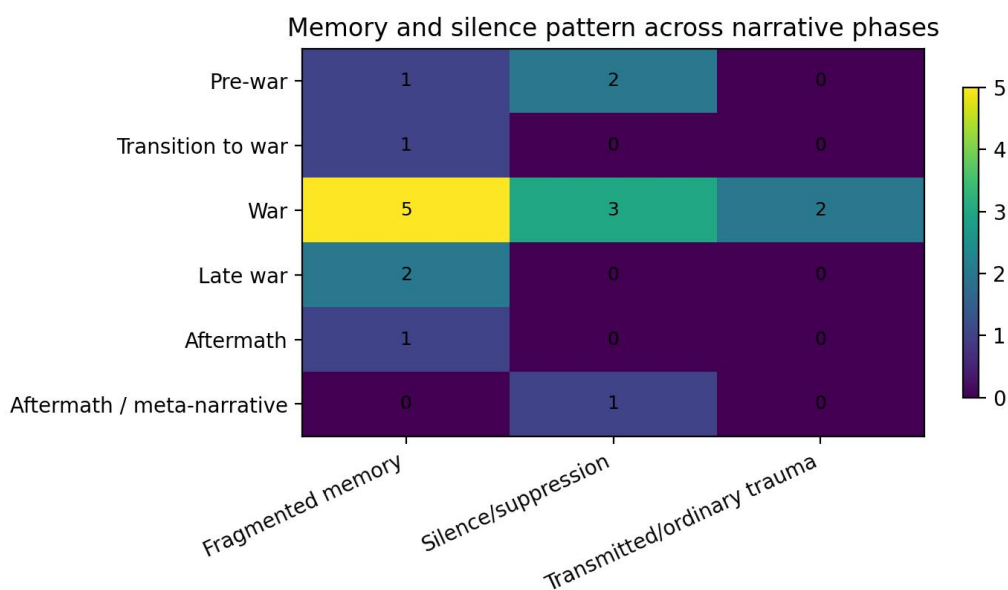 Memory and silence pattern across narrative phases
Pre-war 1 2 0
Transition to war 1 0 0
War 5 3 2
Late war 2 0 0
Aftermath 1 0 0
Aftermath / meta-narrative 0 1 0
Fragmented memory
Silence/suppression
Transmitted/ordinary trauma
5
4
3
2
1
0